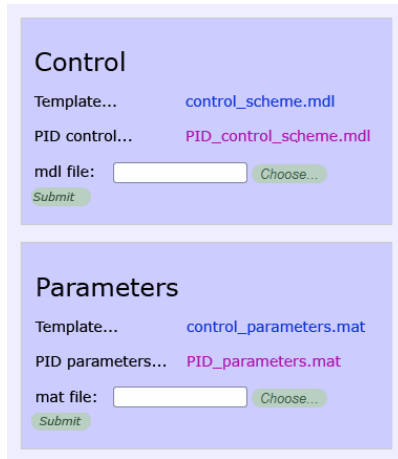 Control
Template... control_scheme.mdl
PID control... PID_control_scheme.mdl
mdl file: Choose...
Submit
Parameters
Template... control_parameters.mat
PID parameters... PID_parameters.mat
mat file: Choose...
Submit